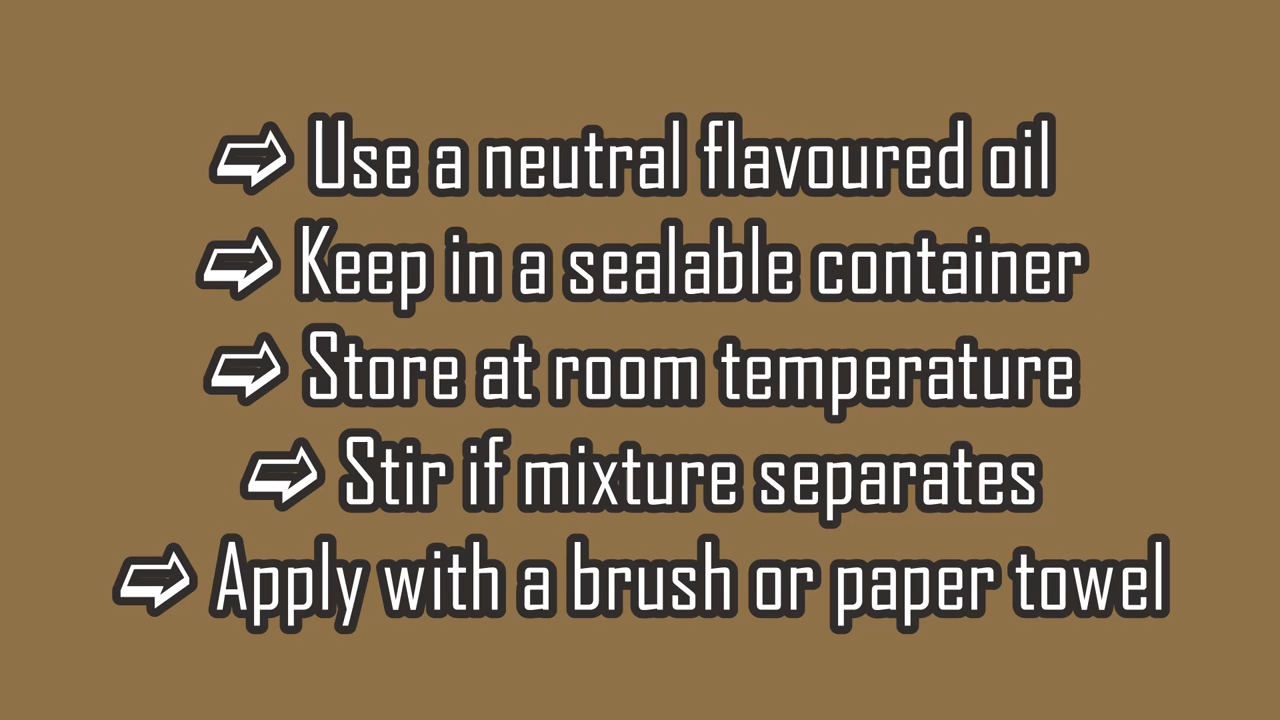 ⇨ Use a neutral flavoured oil
⇨ Keep in a sealable container
⇨ Store at room temperature
⇨ Stir if mixture separates
⇨ Apply with a brush or paper towel